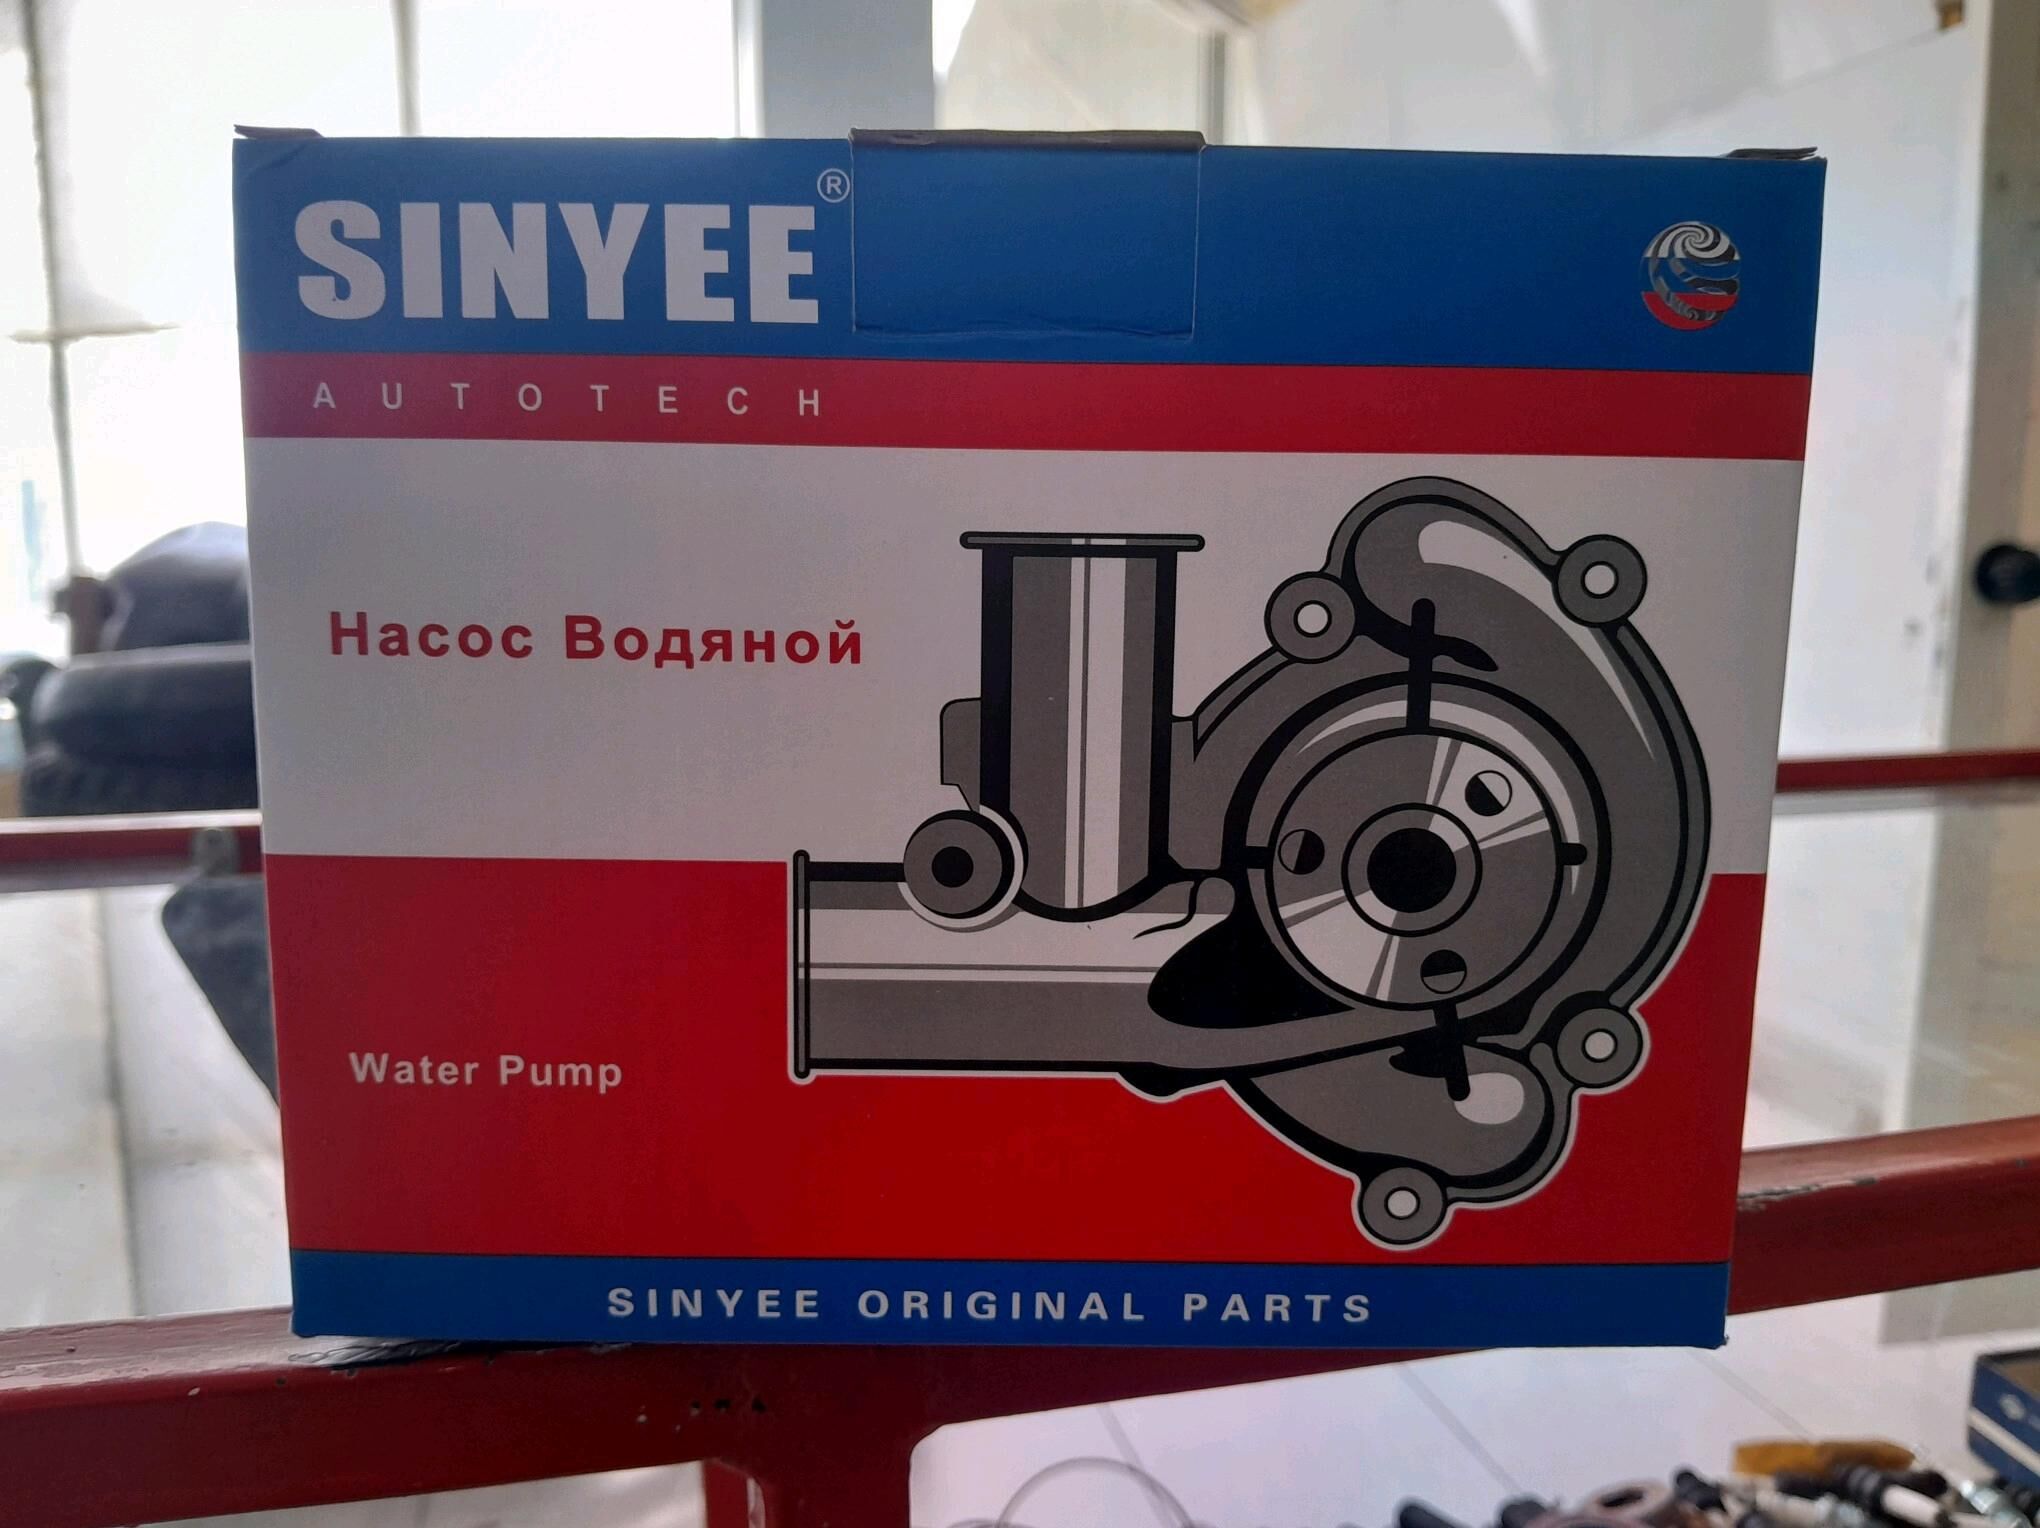 SINYEE®
AUTOTECH
Насос Водяной
Water Pump
SINYEE ORIGINAL PARTS